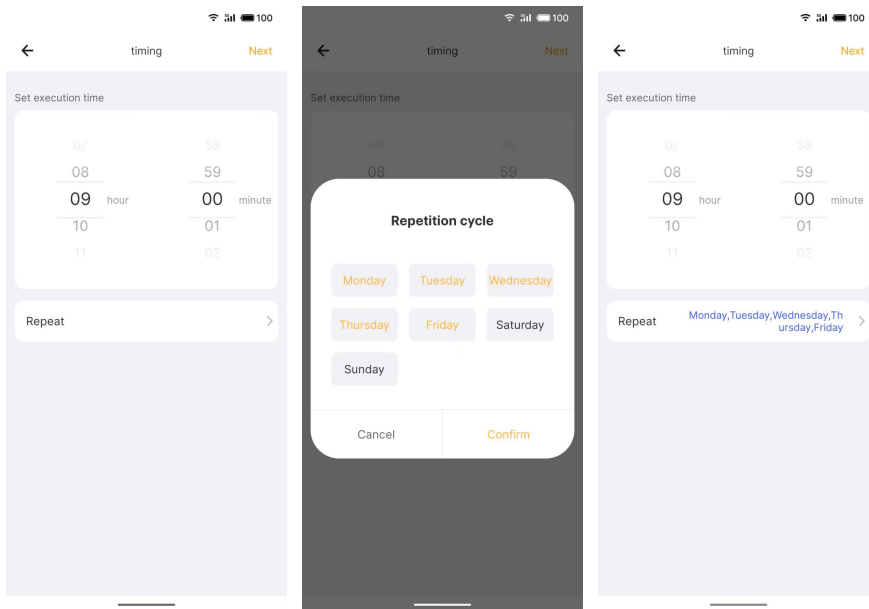 100
timing Next
Set execution time
07 58
08 59
09 hour 00 minute
10 01
11 02
Repeat
100
timing Next
Set execution time
07 58
08 59
Repetition cycle
Monday Tuesday Wednesday
Thursday Friday Saturday
Sunday
Cancel Confirm
100
timing Next
Set execution time
07 58
08 59
09 hour 00 minute
10 01
11 02
Repeat Monday,Tuesday,Wednesday,Th
ursday,Friday